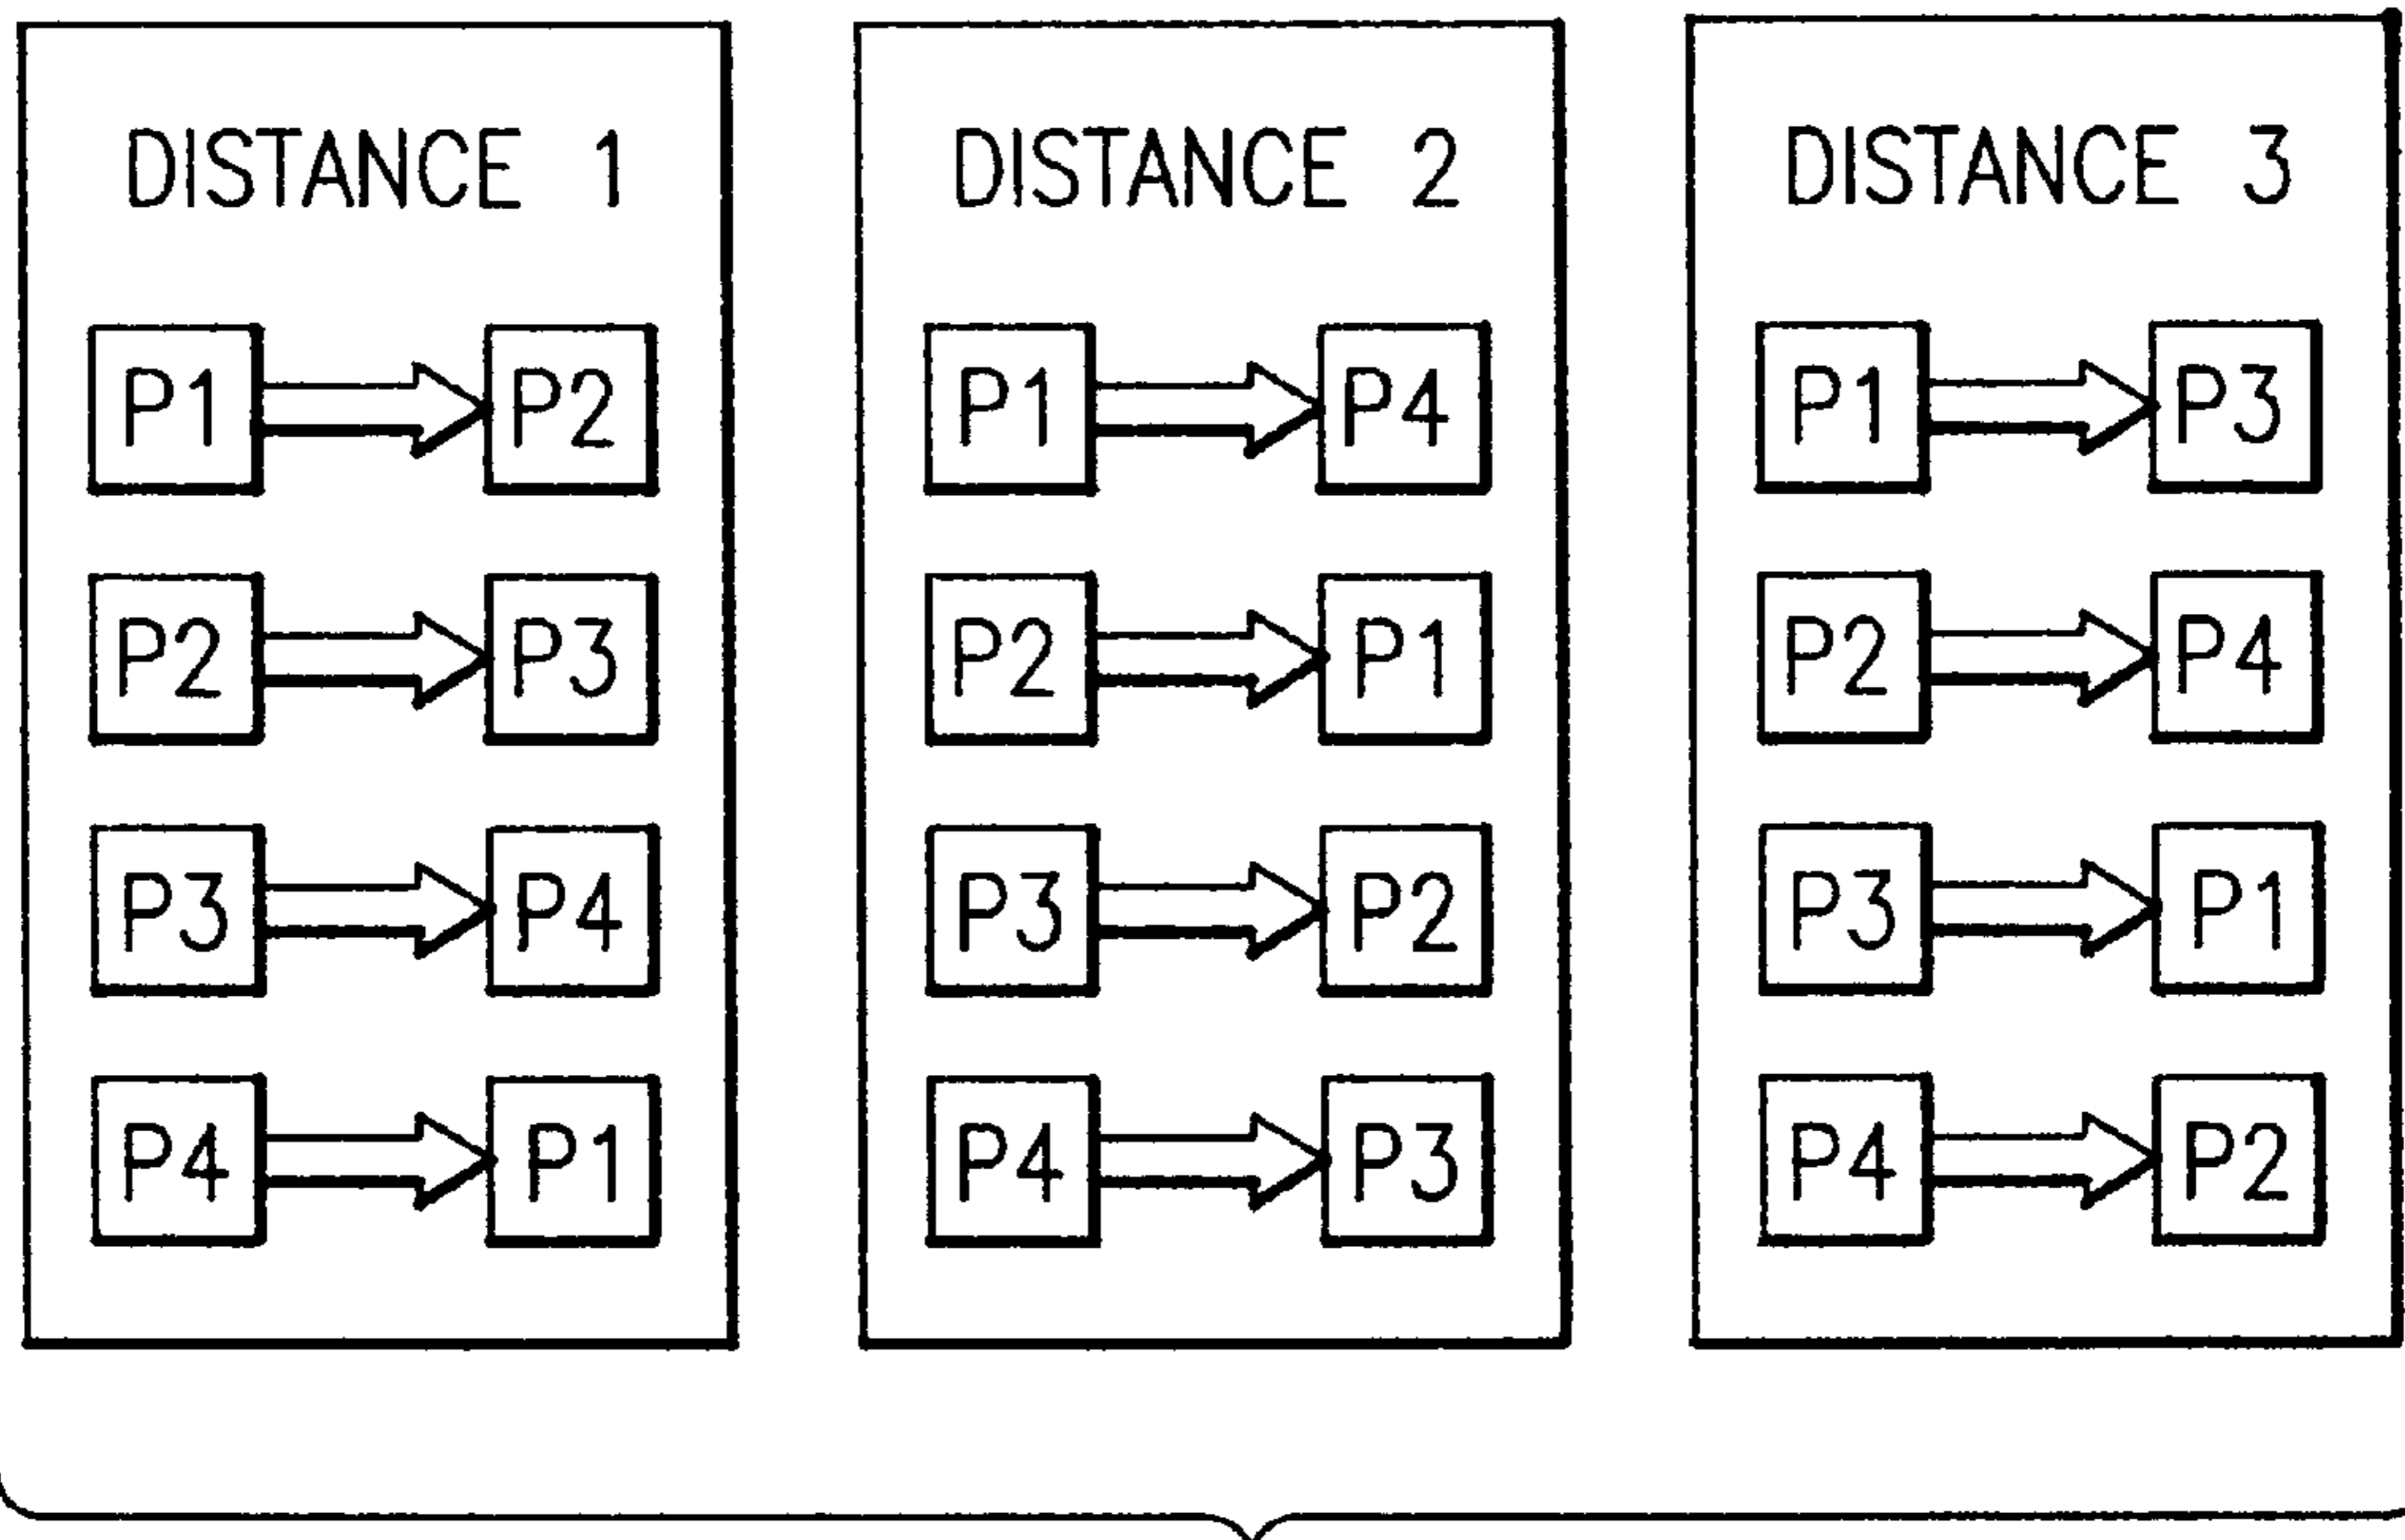 DISTANCE 1
P1 P2
P2 P3
P3 P4
P4 P1
DISTANCE 2
P1 P4
P2 P1
P3 P2
P4 P3
DISTANCE 3
P1 P3
P2 P4
P3 P1
P4 P2